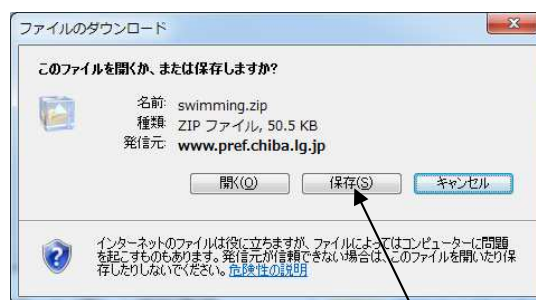 ファイルのダウンロード
このファイルを開くか、または保存しますか?
名前: swimming.zip
種類: ZIP ファイル, 50.5 KB
発信元: www.pref.chiba.lg.jp
開く(O) 保存(S) キャンセル
インターネットのファイルは役に立ちますが、ファイルによってはコンピューターに問題
を起こすものもあります。発信元が信頼できない場合は、このファイルを開いたり保
存したりしないでください。危険性の説明